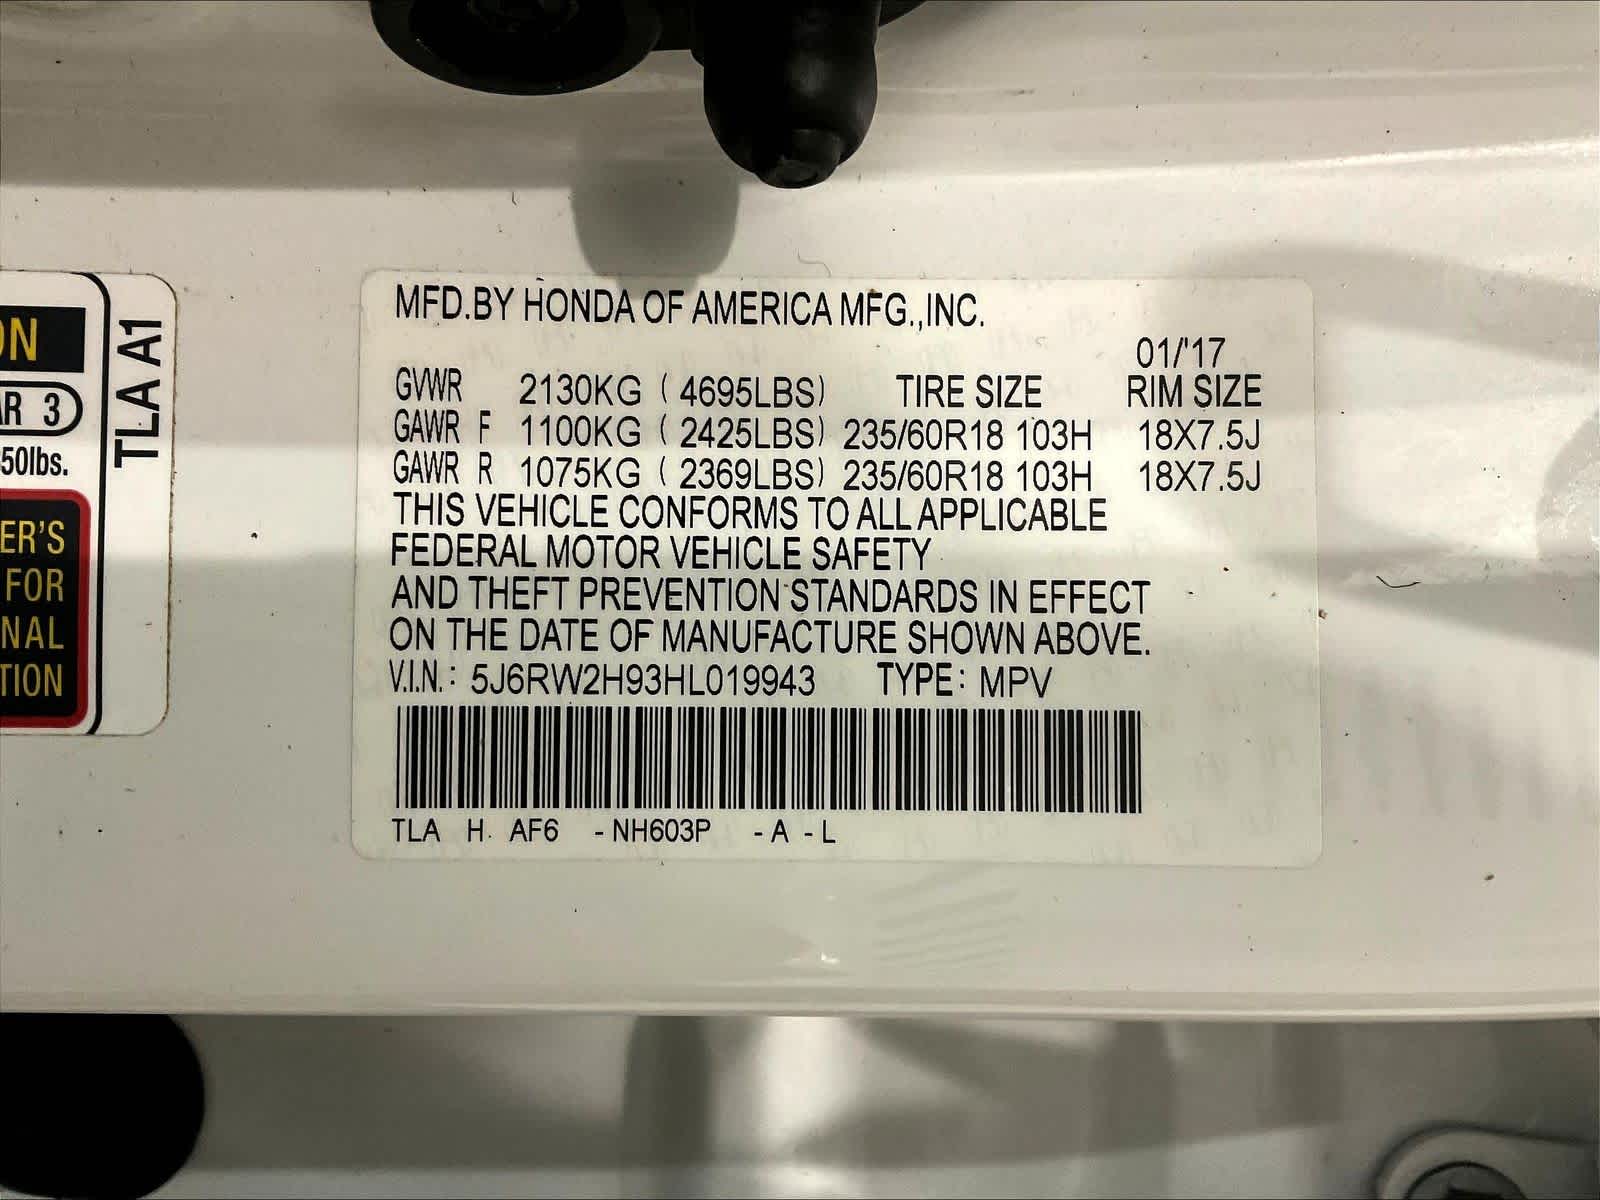 MFD.BY HONDA OF AMERICA MFG.,INC.
01/'17
GVWR 2130KG ( 4695LBS) TIRE SIZE RIM SIZE
GAWR F 1100KG ( 2425LBS) 235/60R18 103H 18X7.5J
GAWR R 1075KG ( 2369LBS) 235/60R18 103H 18X7.5J
THIS VEHICLE CONFORMS TO ALL APPLICABLE
FEDERAL MOTOR VEHICLE SAFETY
AND THEFT PREVENTION STANDARDS IN EFFECT
ON THE DATE OF MANUFACTURE SHOWN ABOVE.
V.I.N.: 5J6RW2H93HL019943 TYPE: MPV
TLA H AF6 -NH603P -A -L
ON
AR 3
50lbs.
ER'S
FOR
NAL
TION
TLA A1